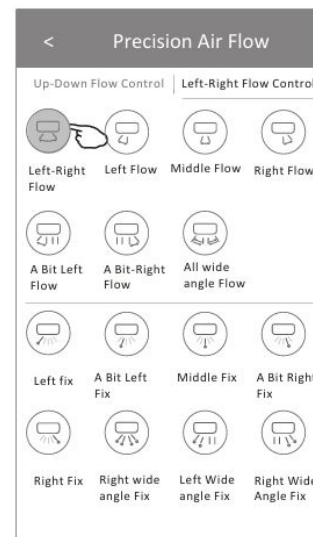 < Precision Air Flow
Up-Down Flow Control Left-Right Flow Control
Left-Right Flow
Left Flow
Middle Flow
Right Flow
A Bit Left Flow
A Bit-Right Flow
All wide angle Flow
Left fix
A Bit Left Fix
Middle Fix
A Bit Right Fix
Right Fix
Right wide angle Fix
Left Wide angle Fix
Right Wide Angle Fix